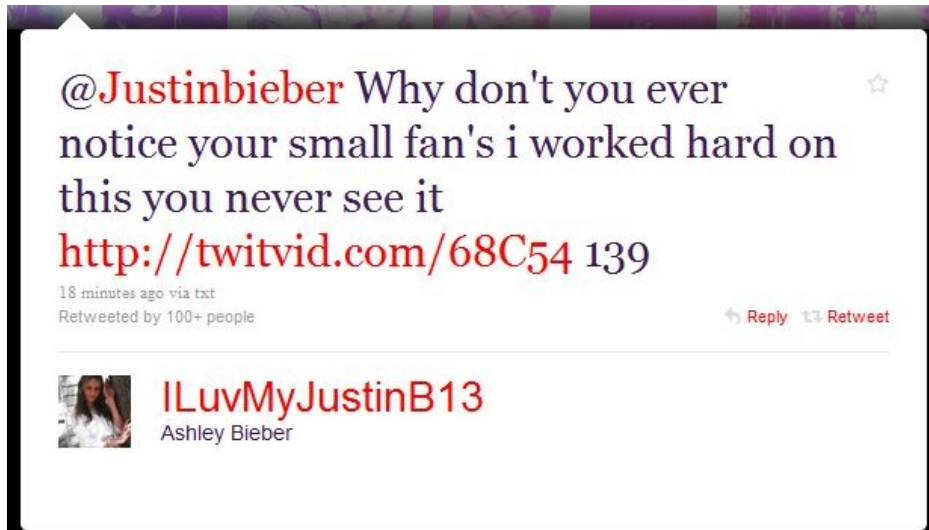 @Justinbieber Why don't you ever
notice your small fan's i worked hard on
this you never see it
http://twitvid.com/68C54 139
18 minutes ago via txt
Retweeted by 100+ people
Reply Retweet
ILuvMyJustinB13
Ashley Bieber